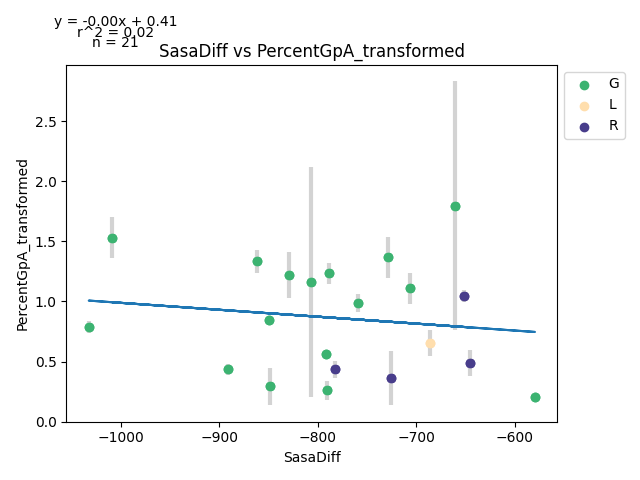 y = -0.00x + 0.41
r^2 = 0.02
n = 21
SasaDiff vs PercentGpA_transformed
G
L
R
PercentGpA_transformed
2.5
2.0
1.5
1.0
0.5
0.0
−1000
−900
−800
−700
−600
SasaDiff